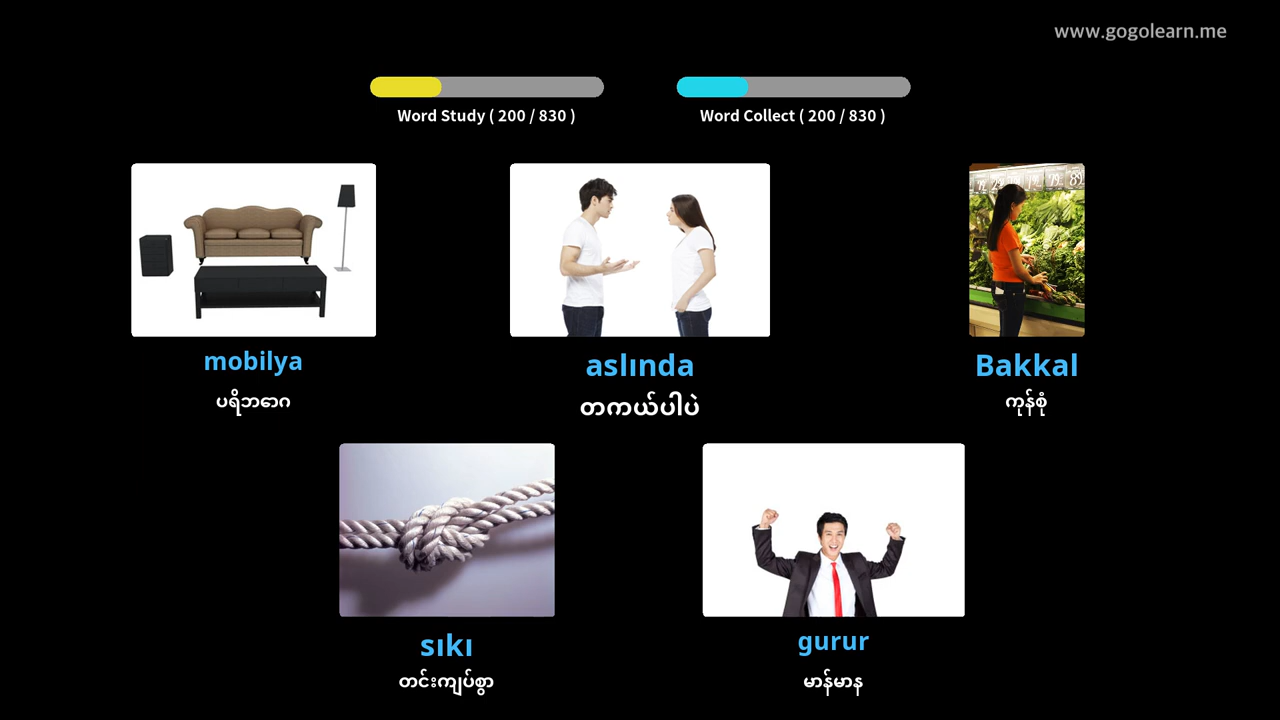 www.gogolearn.me
Word Study ( 200 / 830 )
Word Collect ( 200 / 830 )
mobilya
ပရိဘောဂ
aslında
တကယ်ပါပဲ
Bakkal
ကုန်စုံ
sıkı
တင်းကျပ်စွာ
gurur
မာန်မာန